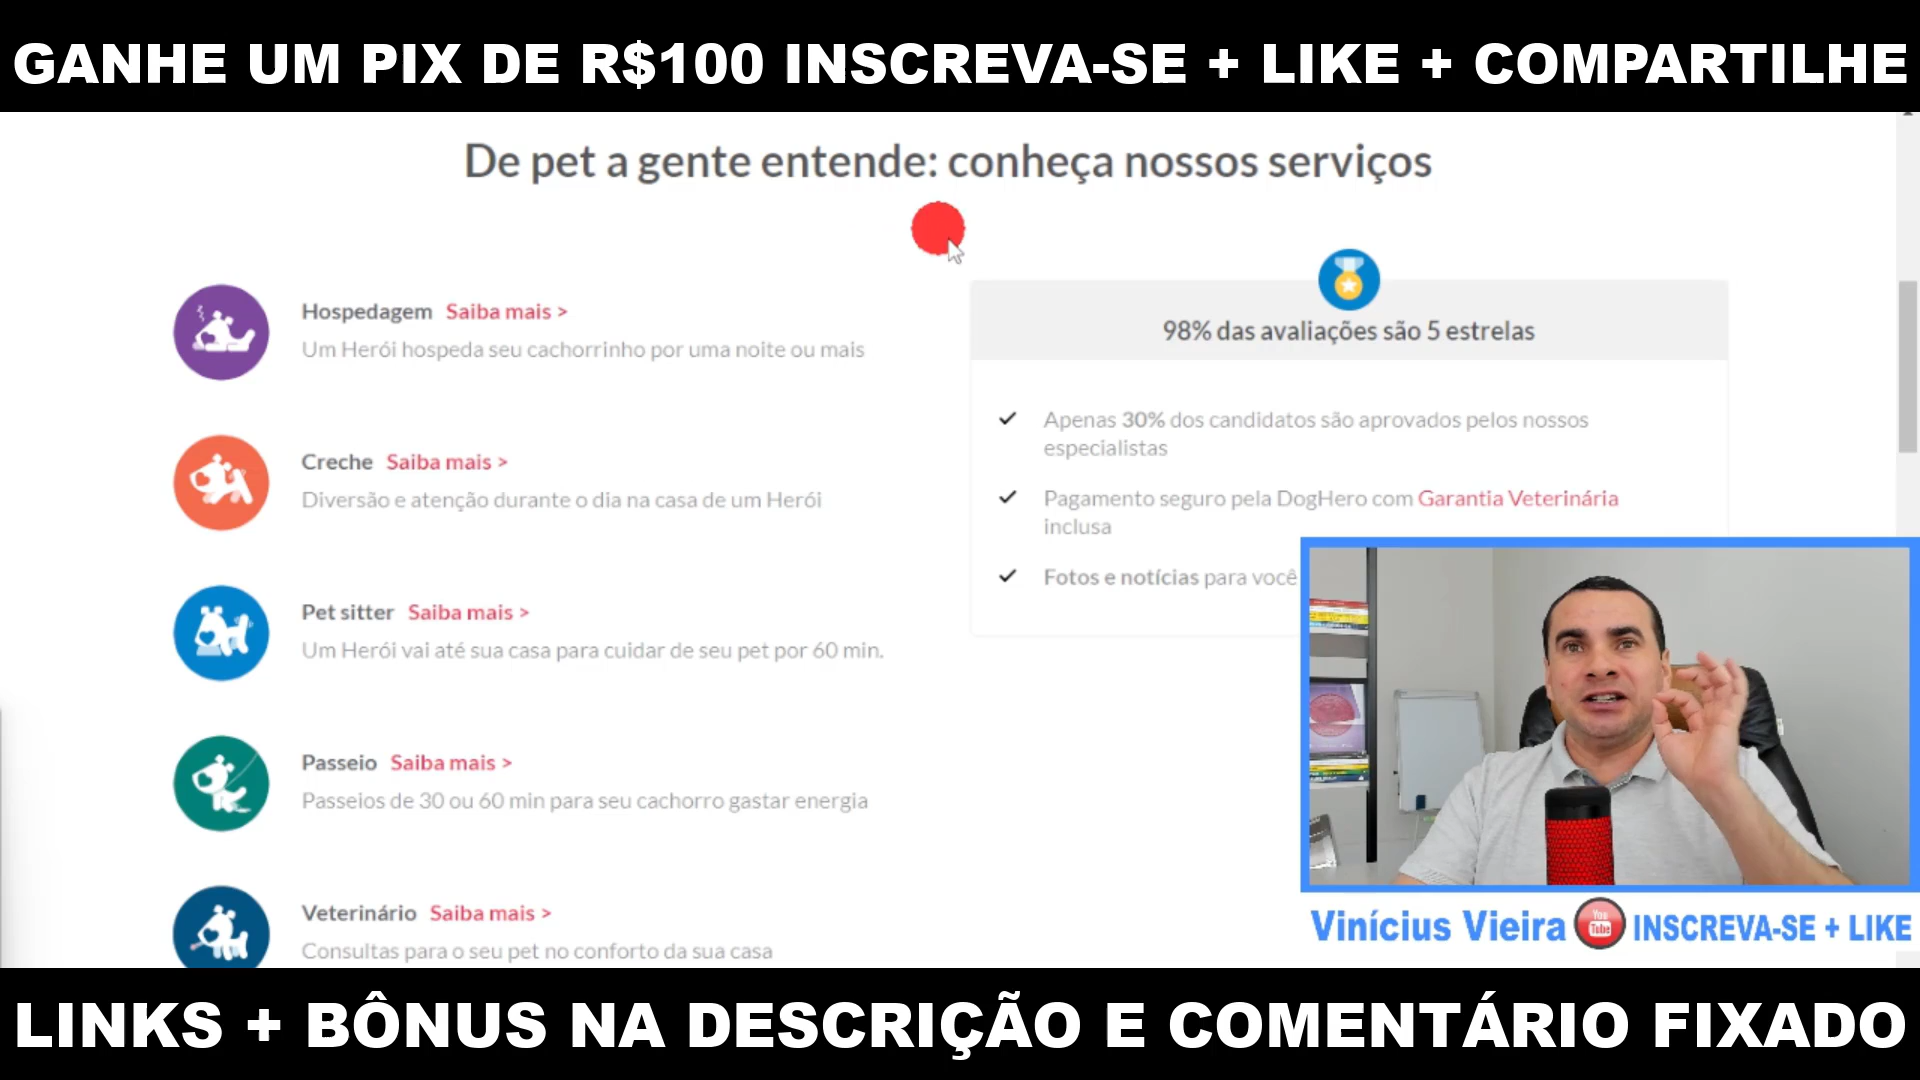 GANHE UM PIX DE R$100 INSCREVA-SE + LIKE + COMPARTILHE
De pet a gente entende: conheça nossos serviços
Hospedagem Saiba mais >
Um Herói hospeda seu cachorrinho por uma noite ou mais
Creche Saiba mais >
Diversão e atenção durante o dia na casa de um Herói
Pet sitter Saiba mais >
Um Herói vai até sua casa para cuidar de seu pet por 60 min.
Passeio Saiba mais >
Passeios de 30 ou 60 min para seu cachorro gastar energia
Veterinário Saiba mais >
Consultas para o seu pet no conforto da sua casa
98% das avaliações são 5 estrelas
Apenas 30% dos candidatos são aprovados pelos nossos
especialistas
Pagamento seguro pela DogHero com Garantia Veterinária
inclusa
Fotos e notícias para você
Vinícius Vieira You Tube INSCREVA-SE + LIKE
LINKS + BÔNUS NA DESCRIÇÃO E COMENTÁRIO FIXADO